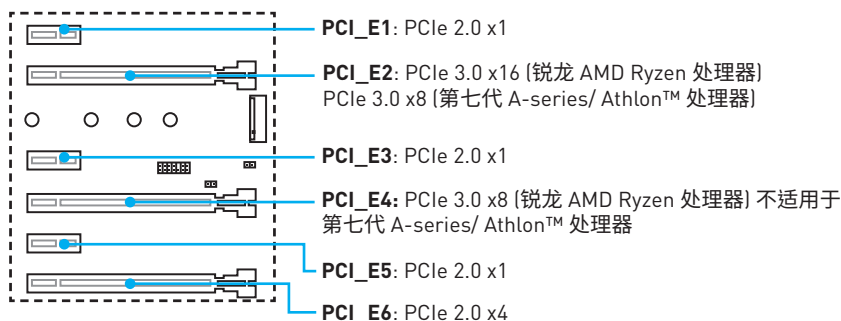 PCI_E1: PCIe 2.0 x1
PCI_E2: PCIe 3.0 x16 (锐龙 AMD Ryzen 处理器)
PCIe 3.0 x8 (第七代 A-series/ Athlon™ 处理器)
PCI_E3: PCIe 2.0 x1
PCI_E4: PCIe 3.0 x8 (锐龙 AMD Ryzen 处理器) 不适用于
第七代 A-series/ Athlon™ 处理器
PCI_E5: PCIe 2.0 x1
PCI_E6: PCIe 2.0 x4